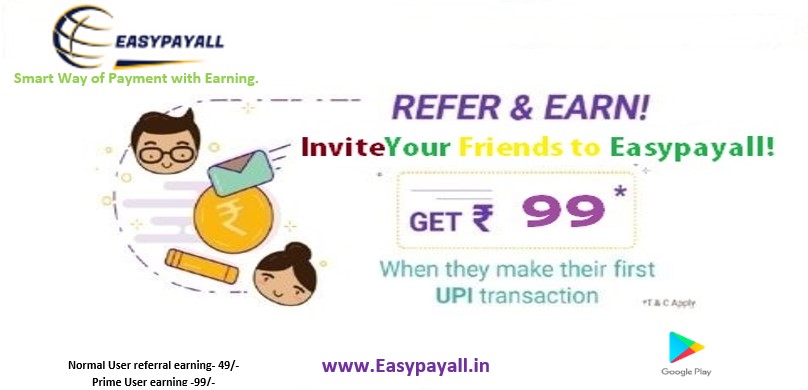 EASYPAYALL
Smart Way of Payment with Earning.
REFER & EARN!
InviteYour Friends to Easypayall!
GET ₹ 99*
When they make their first
UPI transaction
*T & C Apply
Normal User referral earning- 49/-
Prime User earning -99/-
www.Easypayall.in
Google Play